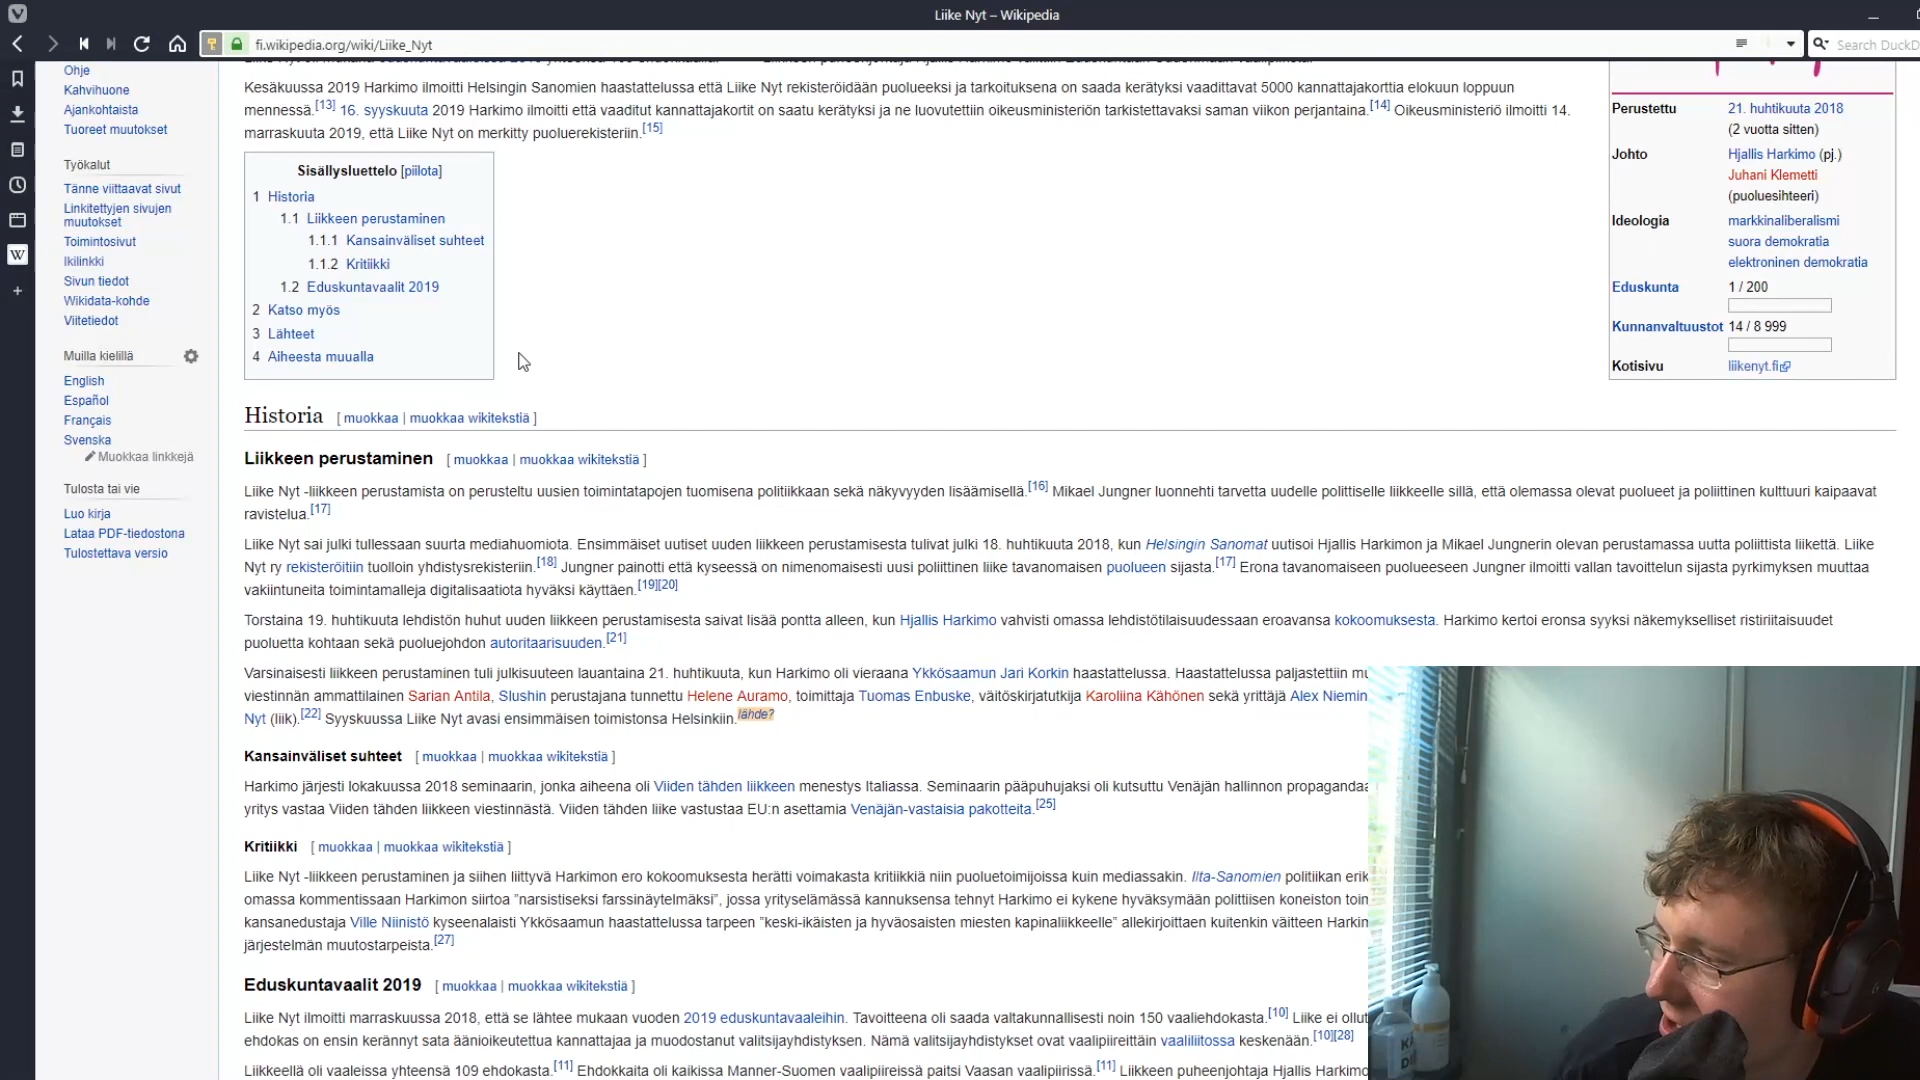 Liike Nyt – Wikipedia
fi.wikipedia.org/wiki/Liike_Nyt
Search DuckD
Ohje
Kahvihuone
Ajankohtaista
Tuoreet muutokset
Työkalut
Tänne viittaavat sivut
Linkitettyjen sivujen
muutokset
Toimintosivut
Ikilinkki
Sivun tiedot
Wikidata-kohde
Viitetiedot
Muilla kielillä
English
Español
Français
Svenska
Muokkaa linkkejä
Tulosta tai vie
Luo kirja
Lataa PDF-tiedostona
Tulostettava versio
Kesäkuussa 2019 Harkimo ilmoitti Helsingin Sanomien haastattelussa että Liike Nyt rekisteröidään puolueeksi ja tarkoituksena on saada kerätyksi vaadittavat 5000 kannattajakorttia elokuun loppuun
mennessä.[13] 16. syyskuuta 2019 Harkimo ilmoitti että vaaditut kannattajakortit on saatu kerätyksi ja ne luovutettiin oikeusministeriön tarkistettavaksi saman viikon perjantaina.[14] Oikeusministeriö ilmoitti 14.
marraskuuta 2019, että Liike Nyt on merkitty puoluerekisteriin.[15]
Sisällysluettelo [piilota]
1 Historia
1.1 Liikkeen perustaminen
1.1.1 Kansainväliset suhteet
1.1.2 Kritiikki
1.2 Eduskuntavaalit 2019
2 Katso myös
3 Lähteet
4 Aiheesta muualla
Perustettu 21. huhtikuuta 2018
(2 vuotta sitten)
Johto Hjallis Harkimo (pj.)
Juhani Klemetti
(puoluesihteeri)
Ideologia markkinaliberalismi
suora demokratia
elektroninen demokratia
Eduskunta 1 / 200
Kunnanvaltuustot 14 / 8 999
Kotisivu liikenyt.fi
Historia [ muokkaa | muokkaa wikitekstiä ]
Liikkeen perustaminen [ muokkaa | muokkaa wikitekstiä ]
Liike Nyt -liikkeen perustamista on perusteltu uusien toimintatapojen tuomisena politiikkaan sekä näkyvyyden lisäämisellä.[16] Mikael Jungner luonnehti tarvetta uudelle polittiselle liikkeelle sillä, että olemassa olevat puolueet ja poliittinen kulttuuri kaipaavat
ravistelua.[17]
Liike Nyt sai julki tullessaan suurta mediahuomiota. Ensimmäiset uutiset uuden liikkeen perustamisesta tulivat julki 18. huhtikuuta 2018, kun Helsingin Sanomat uutisoi Hjallis Harkimon ja Mikael Jungnerin olevan perustamassa uutta poliittista liikettä. Liike
Nyt ry rekisteröitiin tuolloin yhdistysrekisteriin.[18] Jungner painotti että kyseessä on nimenomaisesti uusi poliittinen liike tavanomaisen puolueen sijasta.[17] Erona tavanomaiseen puolueeseen Jungner ilmoitti vallan tavoittelun sijasta pyrkimyksen muuttaa
vakiintuneita toimintamalleja digitalisaatiota hyväksi käyttäen.[19][20]
Torstaina 19. huhtikuuta lehdistön huhut uuden liikkeen perustamisesta saivat lisää pontta alleen, kun Hjallis Harkimo vahvisti omassa lehdistötilaisuudessaan eroavansa kokoomuksesta. Harkimo kertoi eronsa syyksi näkemykselliset ristiriitaisuudet
puoluetta kohtaan sekä puoluejohdon autoritaarisuuden.[21]
Varsinaisesti liikkeen perustaminen tuli julkisuuteen lauantaina 21. huhtikuuta, kun Harkimo oli vieraana Ykkösaamun Jari Korkin haastattelussa. Haastattelussa paljastettiin mu
viestinnän ammattilainen Sarian Antila, Slushin perustajana tunnettu Helene Auramo, toimittaja Tuomas Enbuske, väitöskirjatutkija Karoliina Kähönen sekä yrittäjä Alex Niemin
Nyt (liik).[22] Syyskuussa Liike Nyt avasi ensimmäisen toimistonsa Helsinkiin.lähde?
Kansainväliset suhteet [ muokkaa | muokkaa wikitekstiä ]
Harkimo järjesti lokakuussa 2018 seminaarin, jonka aiheena oli Viiden tähden liikkeen menestys Italiassa. Seminaarin pääpuhujaksi oli kutsuttu Venäjän hallinnon propagandaa
yritys vastaa Viiden tähden liikkeen viestinnästä. Viiden tähden liike vastustaa EU:n asettamia Venäjän-vastaisia pakotteita.[25]
Kritiikki [ muokkaa | muokkaa wikitekstiä ]
Liike Nyt -liikkeen perustaminen ja siihen liittyvä Harkimon ero kokoomuksesta herätti voimakasta kritiikkiä niin puoluetoimijoissa kuin mediassakin. Ilta-Sanomien politiikan erik
omassa kommentissaan Harkimon siirtoa "narsistiseksi farssinäytelmäksi", jossa yrityselämässä kannuksensa tehnyt Harkimo ei kykene hyväksymään poliittisen koneiston toim
kansanedustaja Ville Niinistö kyseenalaisti Ykkösaamun haastattelussa tarpeen "keski-ikäisten ja hyväosaisten miesten kapinaliikkeelle" allekirjoittaen kuitenkin väitteen Harkim
järjestelmän muutostarpeista.[27]
Eduskuntavaalit 2019 [ muokkaa | muokkaa wikitekstiä ]
Liike Nyt ilmoitti marraskuussa 2018, että se lähtee mukaan vuoden 2019 eduskuntavaaleihin. Tavoitteena oli saada valtakunnallisesti noin 150 vaaliehdokasta.[10] Liike ei ollut
ehdokas on ensin kerännyt sata äänioikeutettua kannattajaa ja muodostanut valitsijayhdistyksen. Nämä valitsijayhdistykset ovat vaalipiireittäin vaaliliitossa keskenään.[10][28]
Liikkeellä oli vaaleissa yhteensä 109 ehdokasta.[11] Ehdokkaita oli kaikissa Manner-Suomen vaalipiireissä paitsi Vaasan vaalipiirissä.[11] Liikkeen puheenjohtaja Hjallis Harkimo